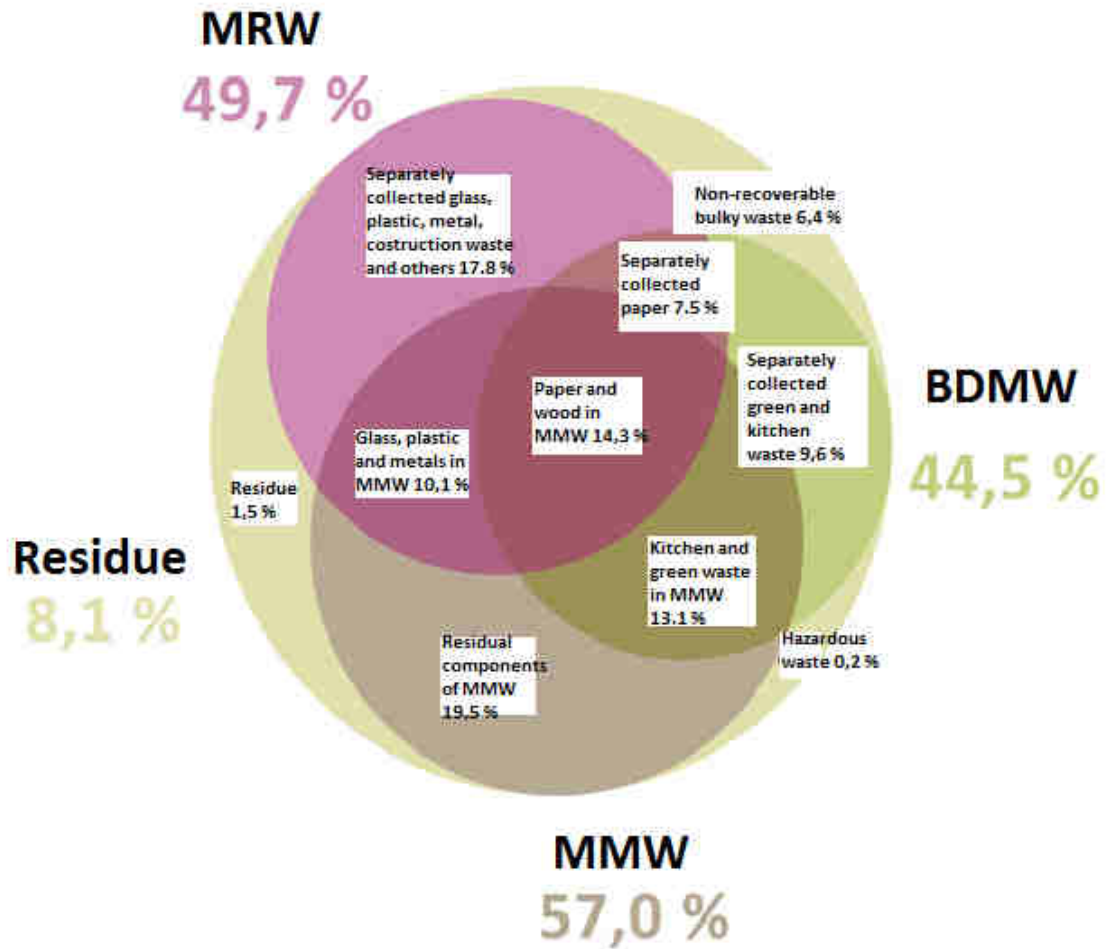 MRW
49,7 %
Separately
collected glass,
plastic, metal,
costruction waste
and others 17.8 %
Non-recoverable
bulky waste 6,4 %
Separately
collected
paper 7.5 %
Separately
collected
green and
kitchen
waste 9,6 %
BDMW
44,5 %
Paper and
wood in
MMW 14,3 %
Glass, plastic
and metals in
MMW 10,1 %
Residue
1,5 %
Residue
8,1 %
Kitchen and
green waste
in MMW
13.1 %
Hazardous
waste 0,2 %
Residual
components
of MMW
19,5 %
MMW
57,0 %